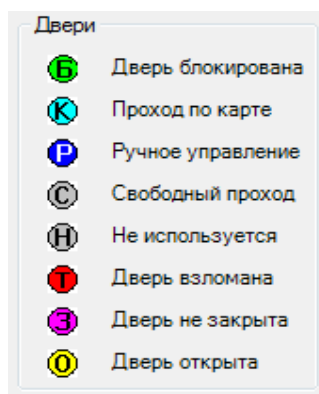 Двери
Б Дверь блокирована
К Проход по карте
Р Ручное управление
С Свободный проход
Н Не используется
Т Дверь взломана
З Дверь не закрыта
О Дверь открыта